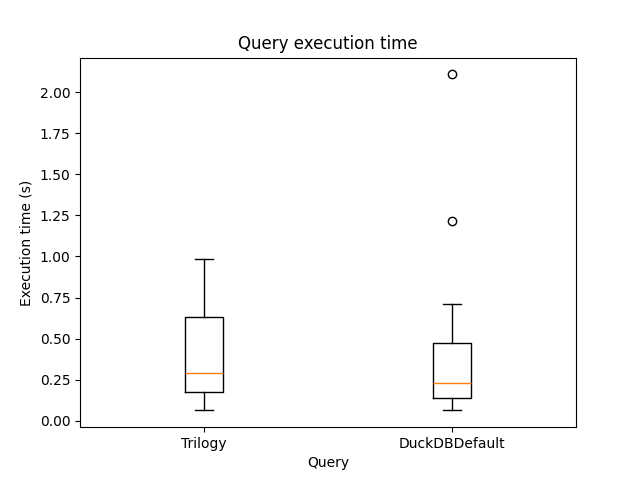 Query execution time
2.00
1.75
1.50
1.25
1.00
0.75
0.50
0.25
0.00
Execution time (s)
Trilogy
DuckDBDefault
Query